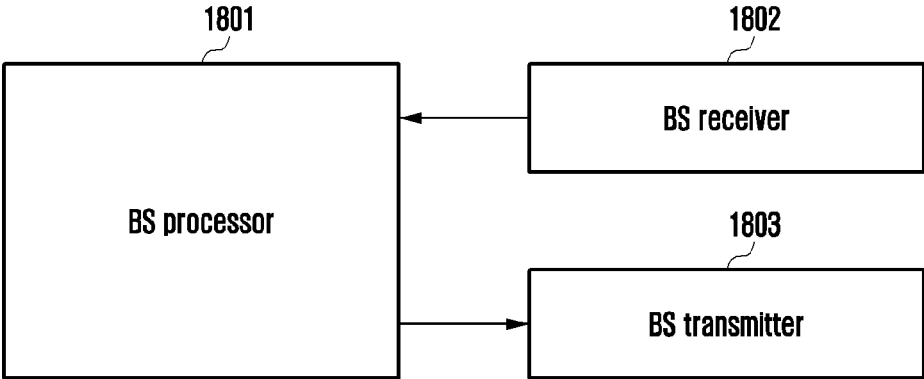 1801
1802
BS receiver
BS processor
1803
BS transmitter